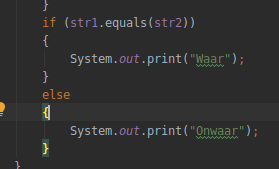 }
if (str1.equals(str2))
{
System.out.print("Waar");
}
else
{
System.out.print("Onwaar");
}
}